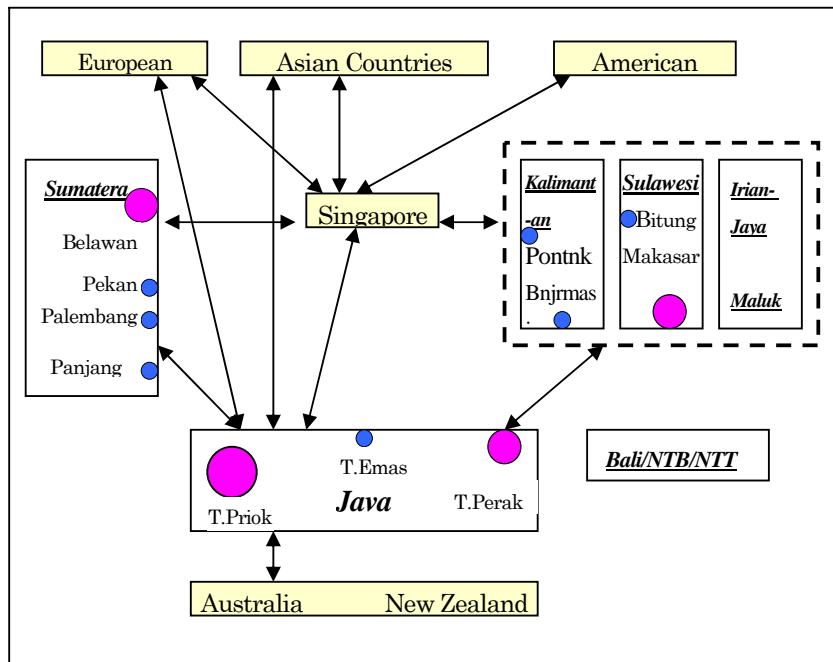 European
Asian Countries
American
Sumatera
Belawan
Pekan
Palembang
Panjang
Singapore
Kalimant
-an
Pontnk
Bnjrmas
.
Sulawesi
Bitung
Makasar
Irian-
Jaya
Maluk
T.Emas
T.Priok
Java
T.Perak
Bali/NTB/NTT
Australia New Zealand